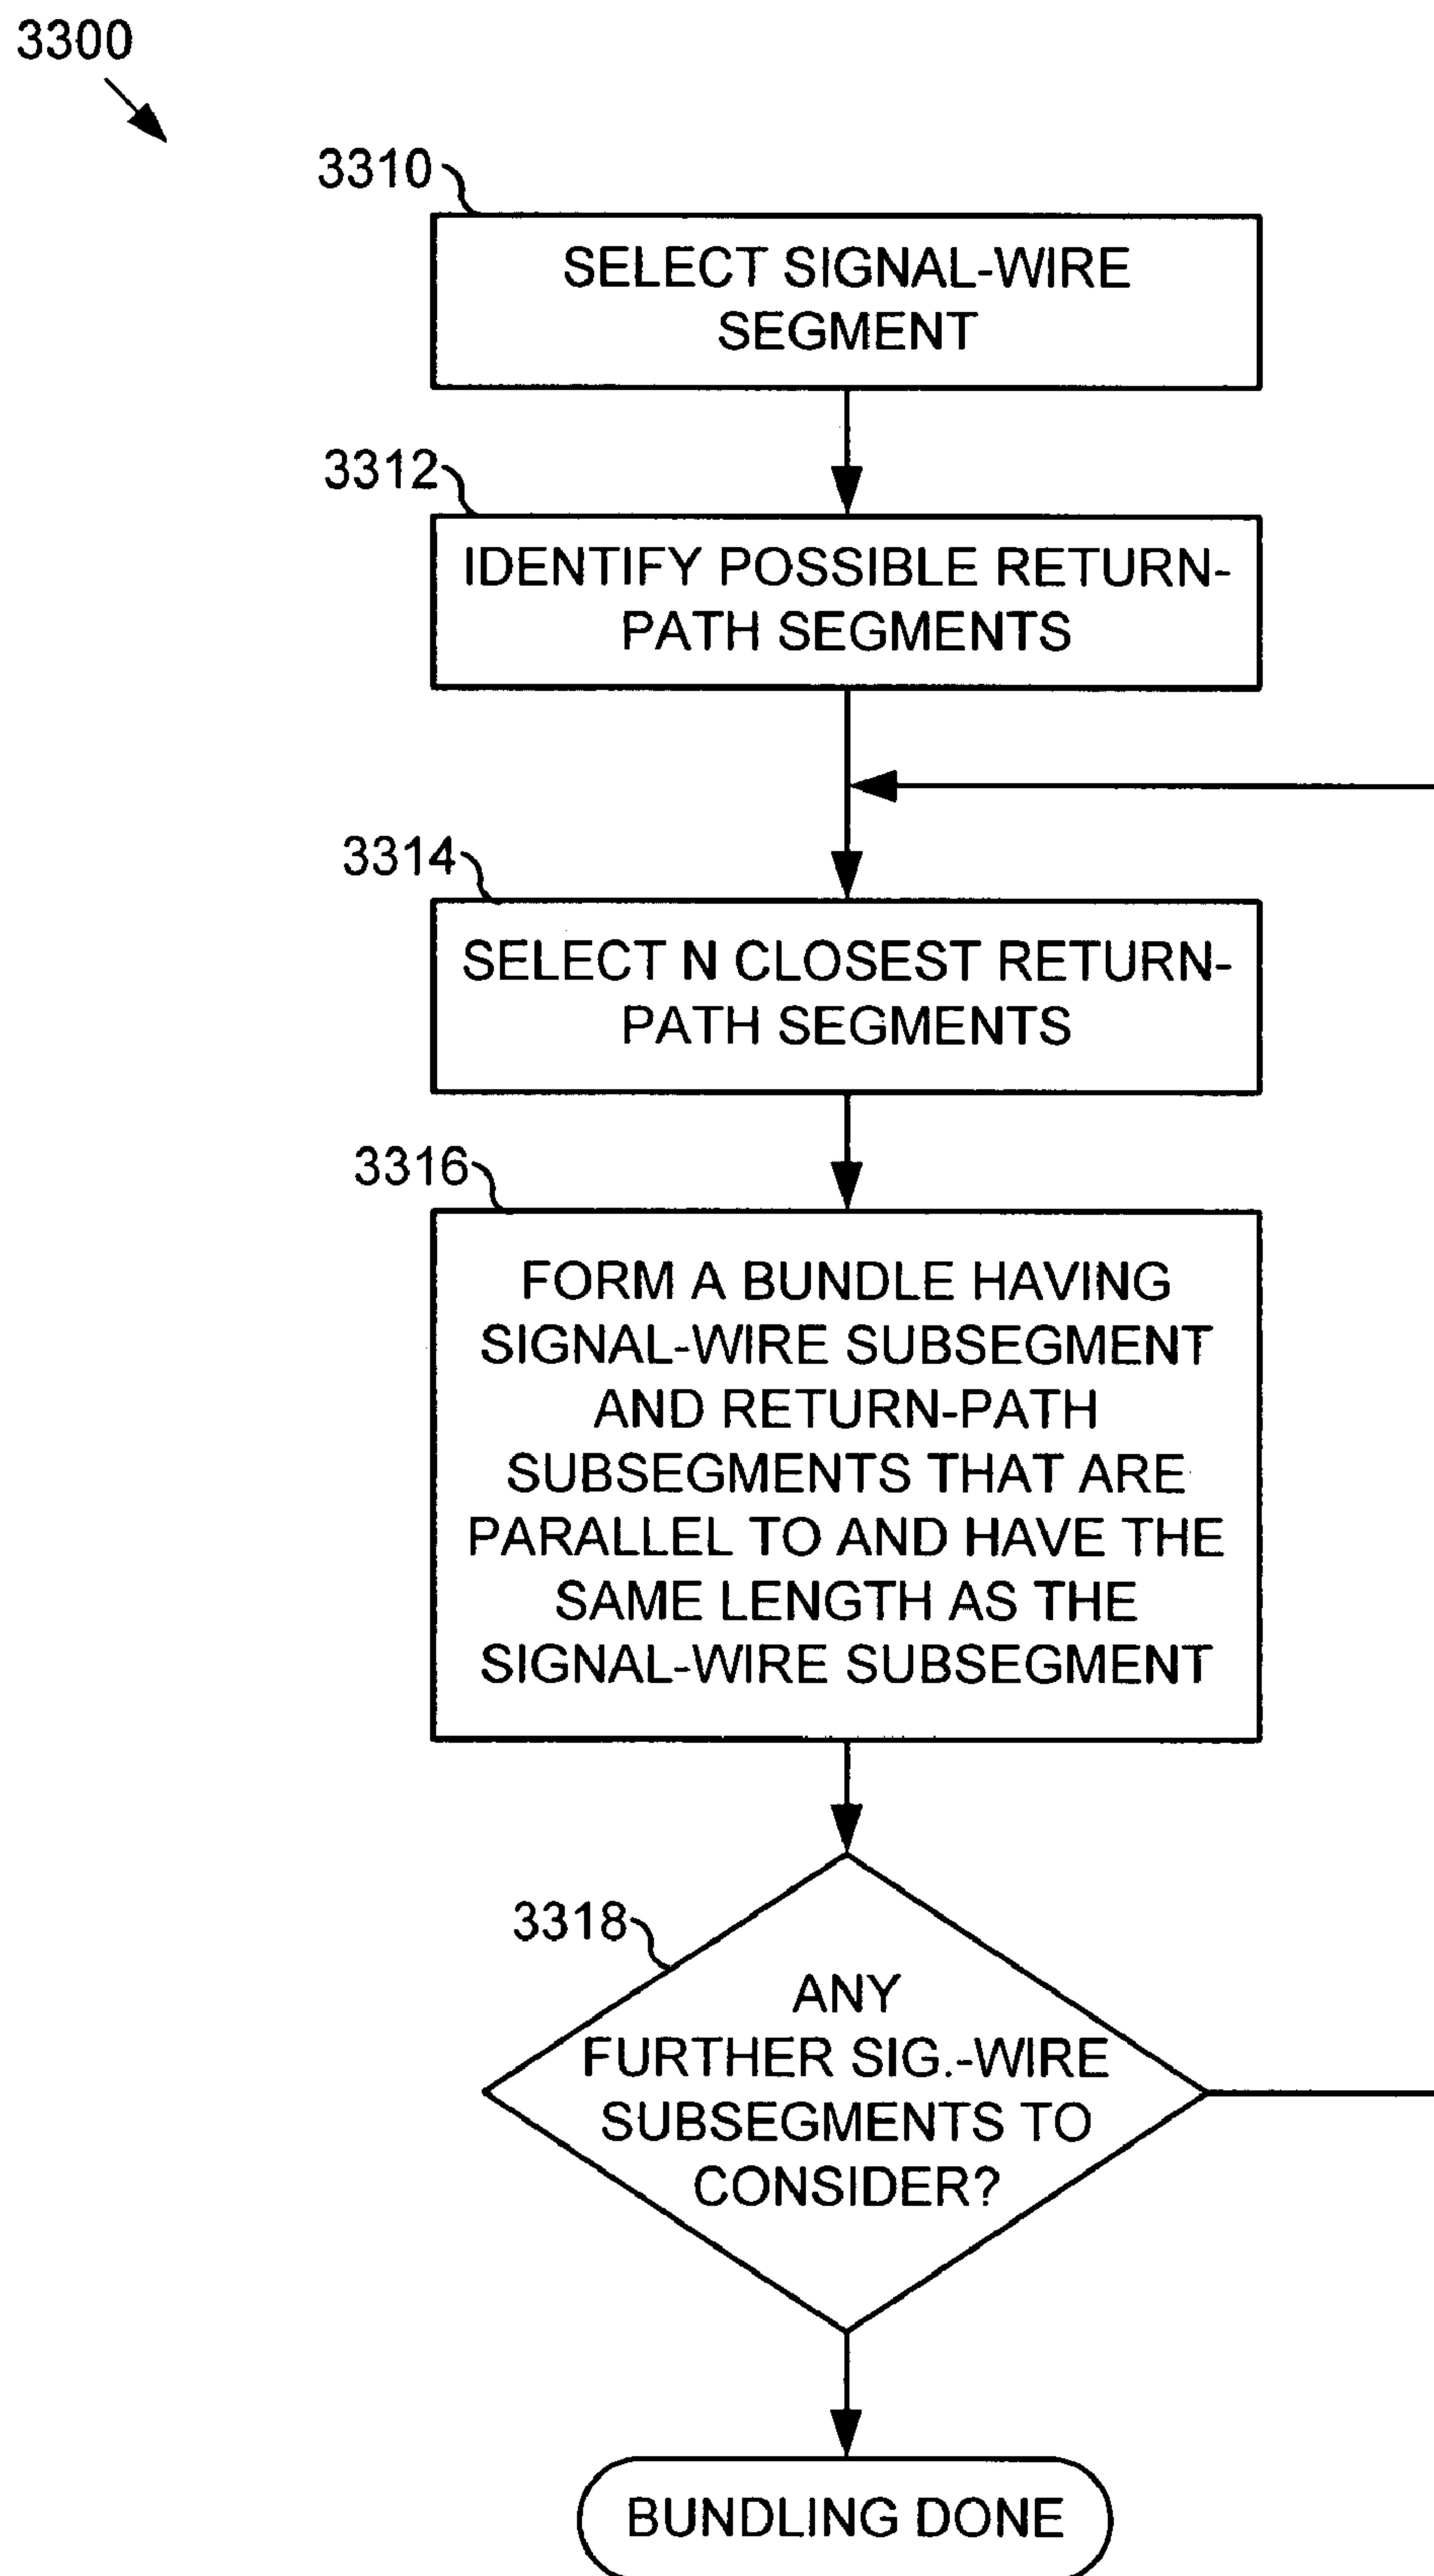 3300
3310
SELECT SIGNAL-WIRE
SEGMENT
3312
IDENTIFY POSSIBLE RETURN-
PATH SEGMENTS
3314
SELECT N CLOSEST RETURN-
PATH SEGMENTS
3316
FORM A BUNDLE HAVING
SIGNAL-WIRE SUBSEGMENT
AND RETURN-PATH
SUBSEGMENTS THAT ARE
PARALLEL TO AND HAVE THE
SAME LENGTH AS THE
SIGNAL-WIRE SUBSEGMENT
3318
ANY
FURTHER SIG.-WIRE
SUBSEGMENTS TO
CONSIDER?
BUNDLING DONE